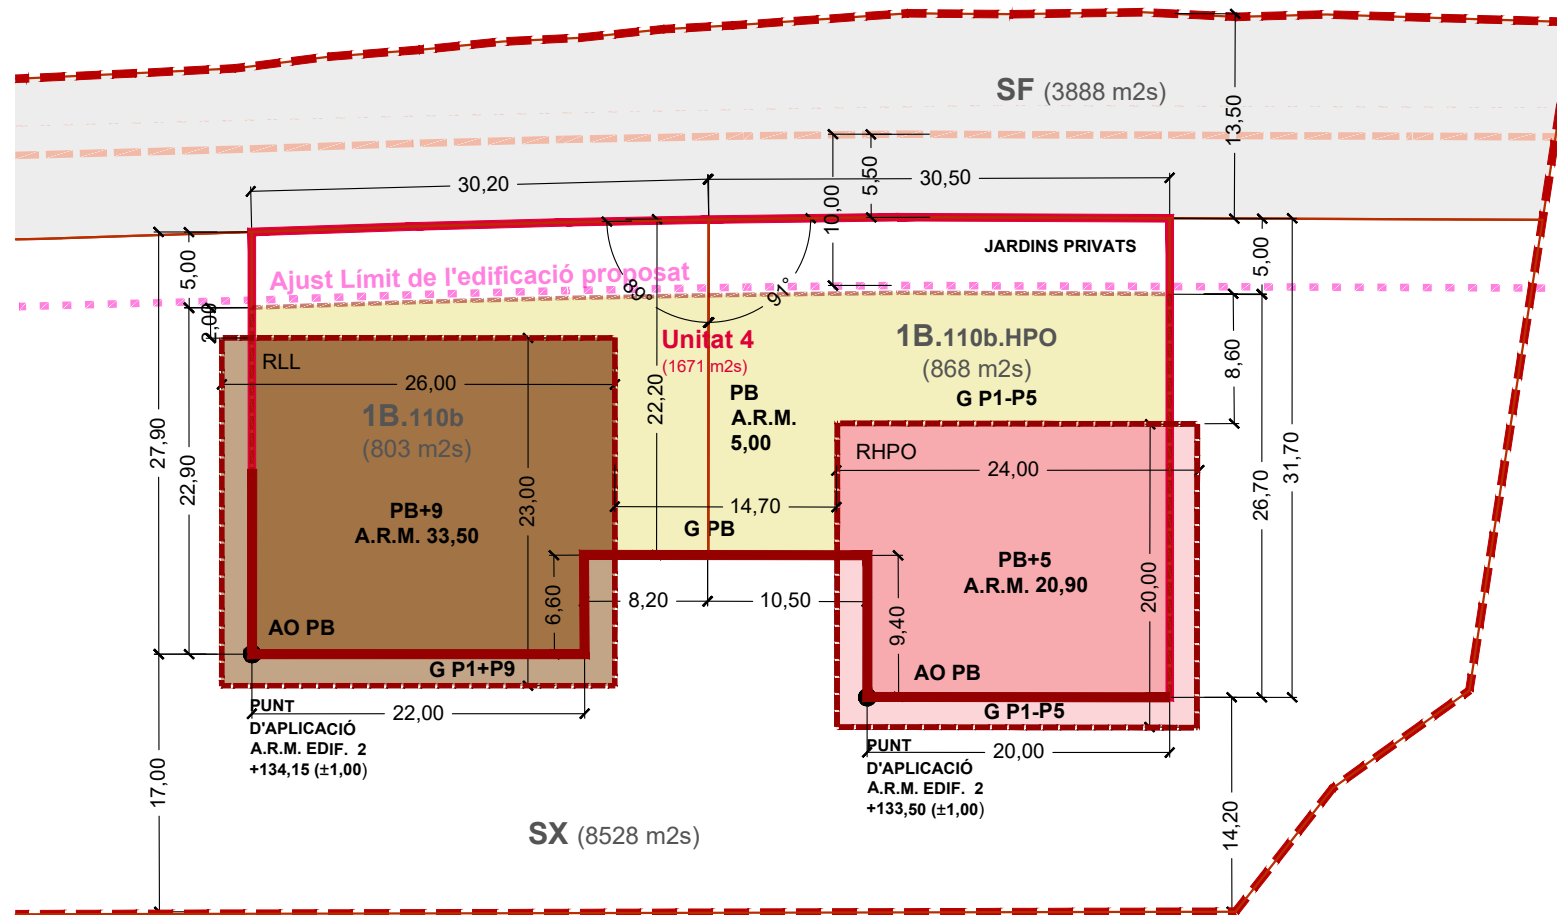 SF (3888 m2s)
13,50
30,20
30,50
5,50
10,00
JARDINS PRIVATS
5,00
5,00
Ajust Límit de l'edificació proposat
89°
91°
2,00
Unitat 4
(1671 m2s)
1B.110b.HPO
(868 m2s)
G P1-P5
8,60
RLL
26,00
22,20
PB
A.R.M.
5,00
1B.110b
(803 m2s)
27,90
22,90
31,70
26,70
RHPO
24,00
23,00
14,70
PB+9
A.R.M. 33,50
G PB
PB+5
A.R.M. 20,90
20,00
6,60
8,20
10,50
9,40
AO PB
G P1+P9
AO PB
G P1-P5
22,00
20,00
PUNT
D'APLICACIÓ
A.R.M. EDIF. 2
+134,15 (±1,00)
PUNT
D'APLICACIÓ
A.R.M. EDIF. 2
+133,50 (±1,00)
17,00
14,20
SX (8528 m2s)